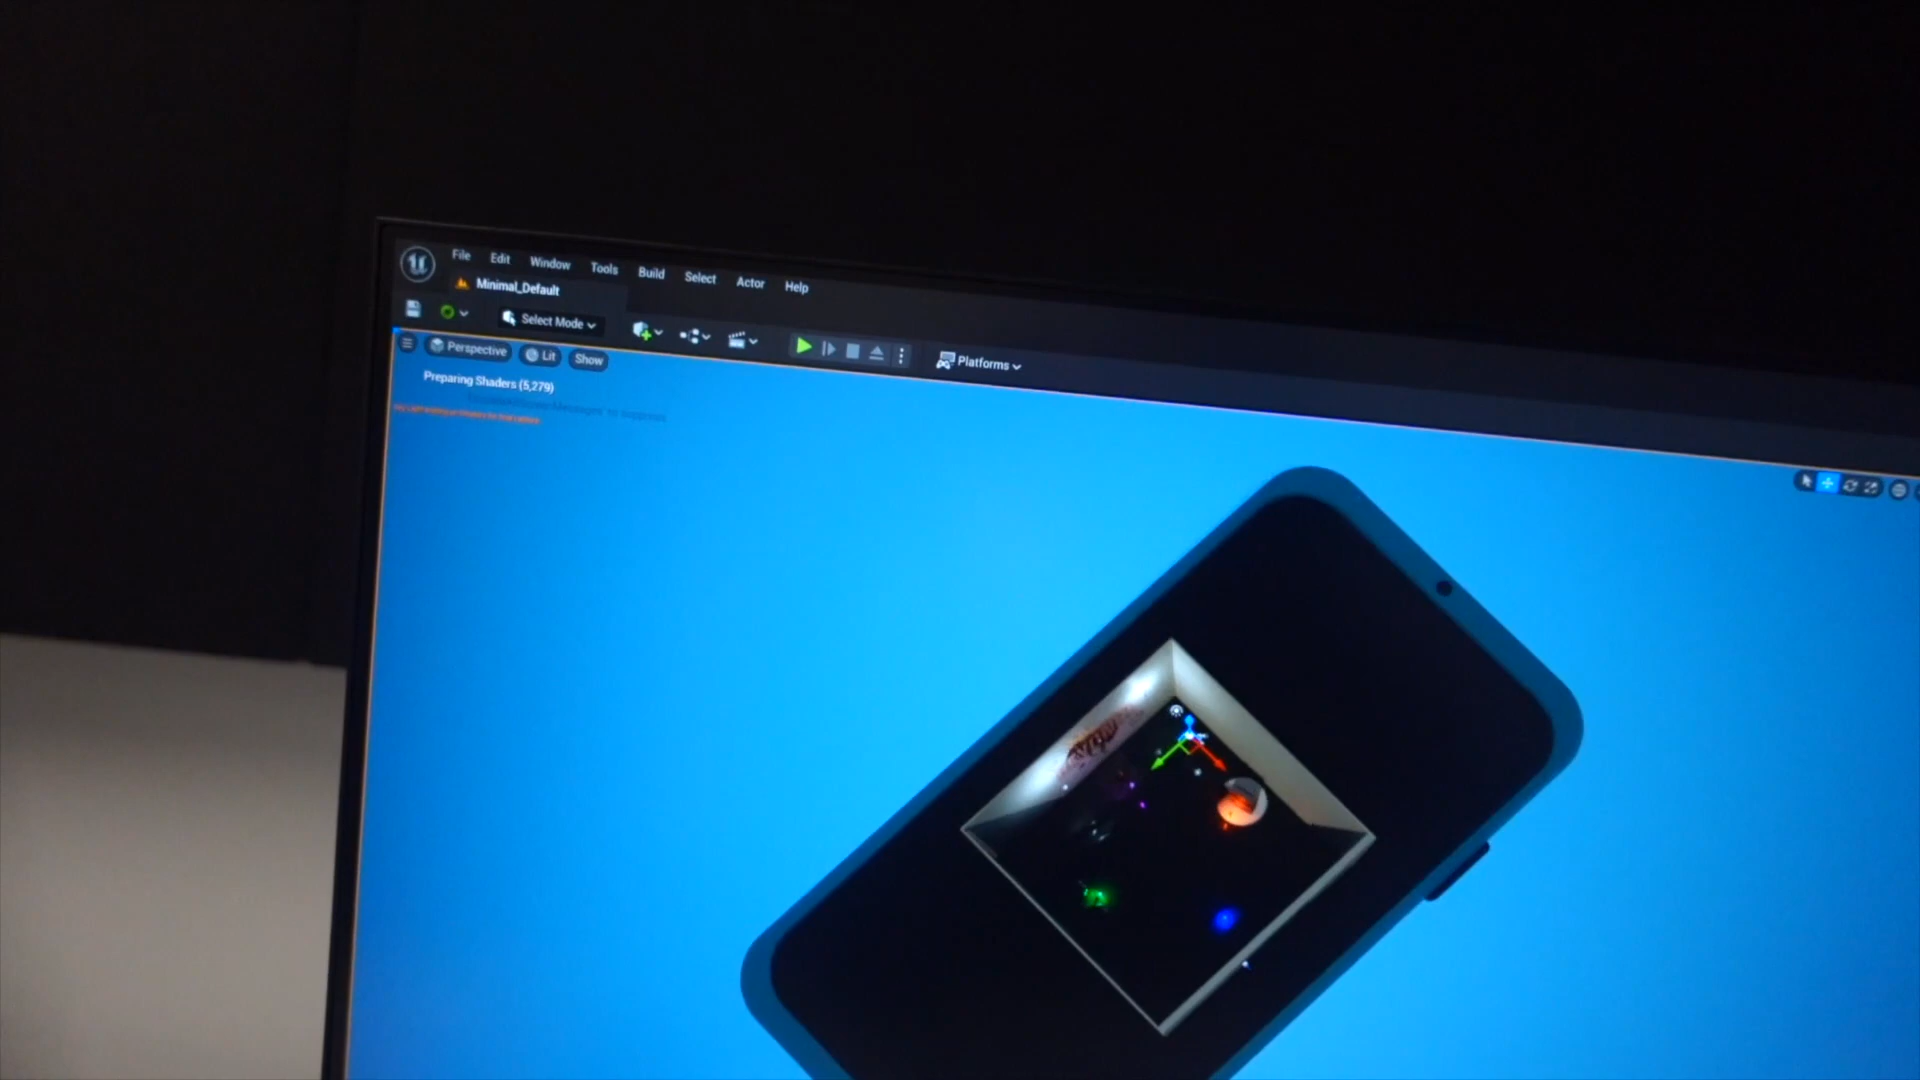 File Edit Window Tools Build Select Actor Help
Minimal_Default
Select Mode
Platforms
Perspective Lit Show
Preparing Shaders (5,279)